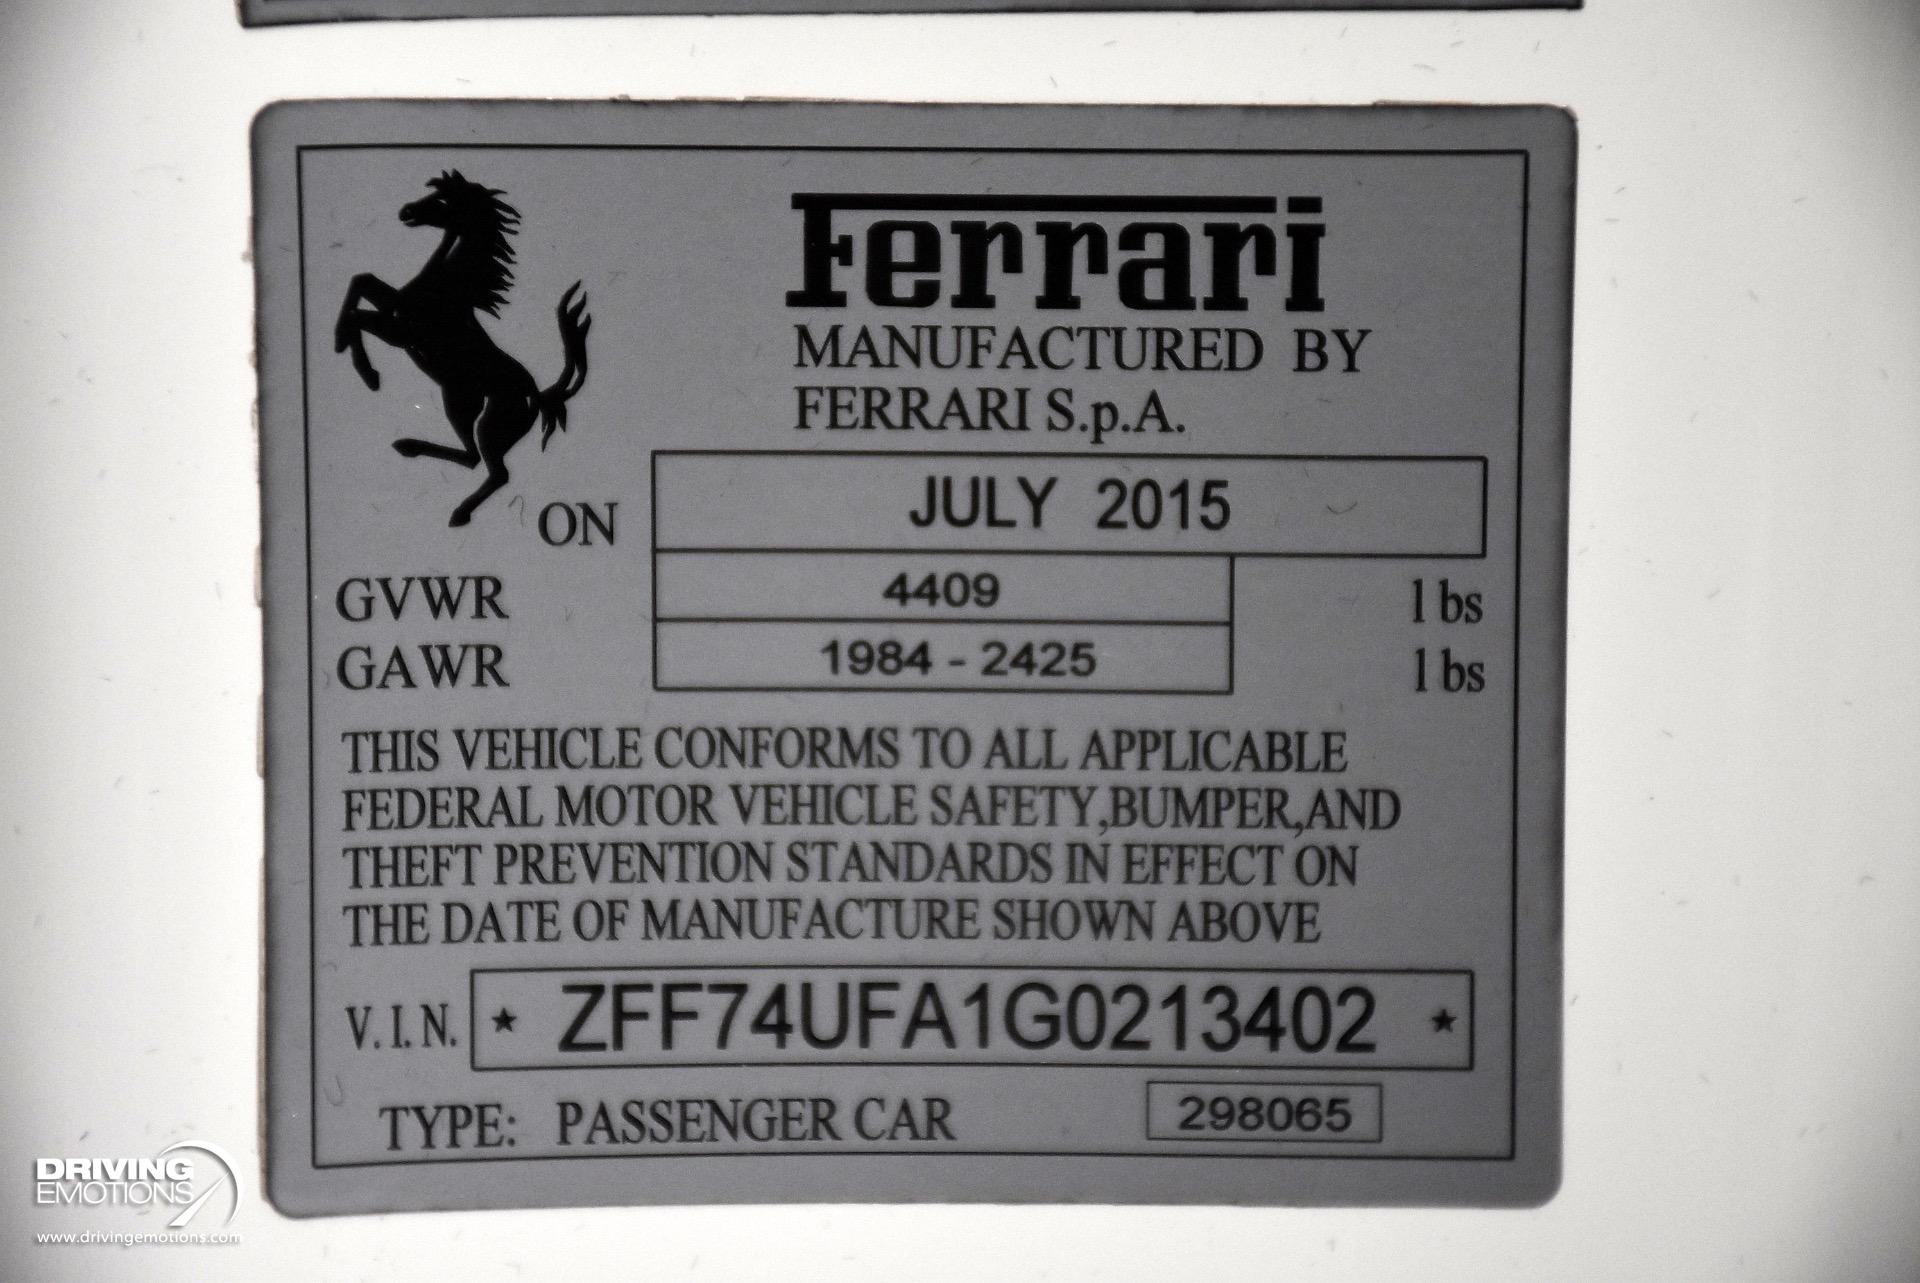 Ferrari
MANUFACTURED BY
FERRARI S.p.A.
ON JULY 2015
GVWR 4409 lbs
GAWR 1984 - 2425 lbs
THIS VEHICLE CONFORMS TO ALL APPLICABLE
FEDERAL MOTOR VEHICLE SAFETY,BUMPER,AND
THEFT PREVENTION STANDARDS IN EFFECT ON
THE DATE OF MANUFACTURE SHOWN ABOVE
V.I.N. ★ ZFF74UFA1G0213402 ★
TYPE: PASSENGER CAR 298065
DRIVING
EMOTIONS
www.drivingemotions.com